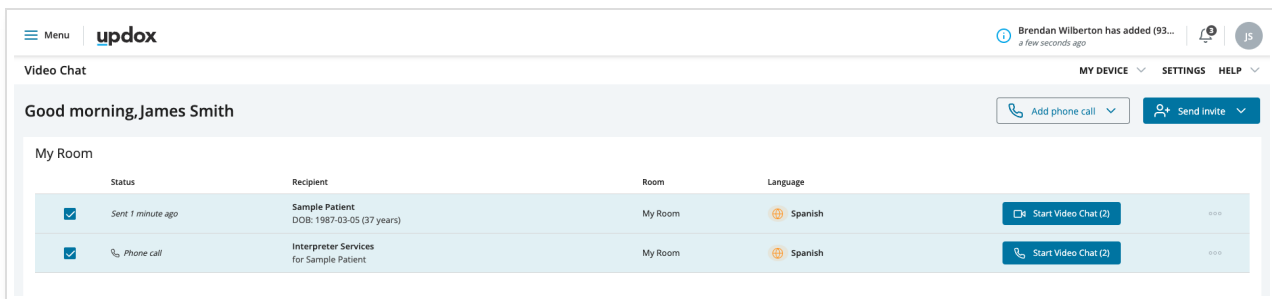 Menu
updox
Brendan Wilberton has added (93...
a few seconds ago
3
JS
Video Chat
MY DEVICE
SETTINGS
HELP
Good morning, James Smith
Add phone call
Send invite
My Room
Status
Recipient
Room
Language
Sent 1 minute ago
Sample Patient
DOB: 1987-03-05 (37 years)
My Room
Spanish
Start Video Chat (2)
Phone call
Interpreter Services
for Sample Patient
My Room
Spanish
Start Video Chat (2)